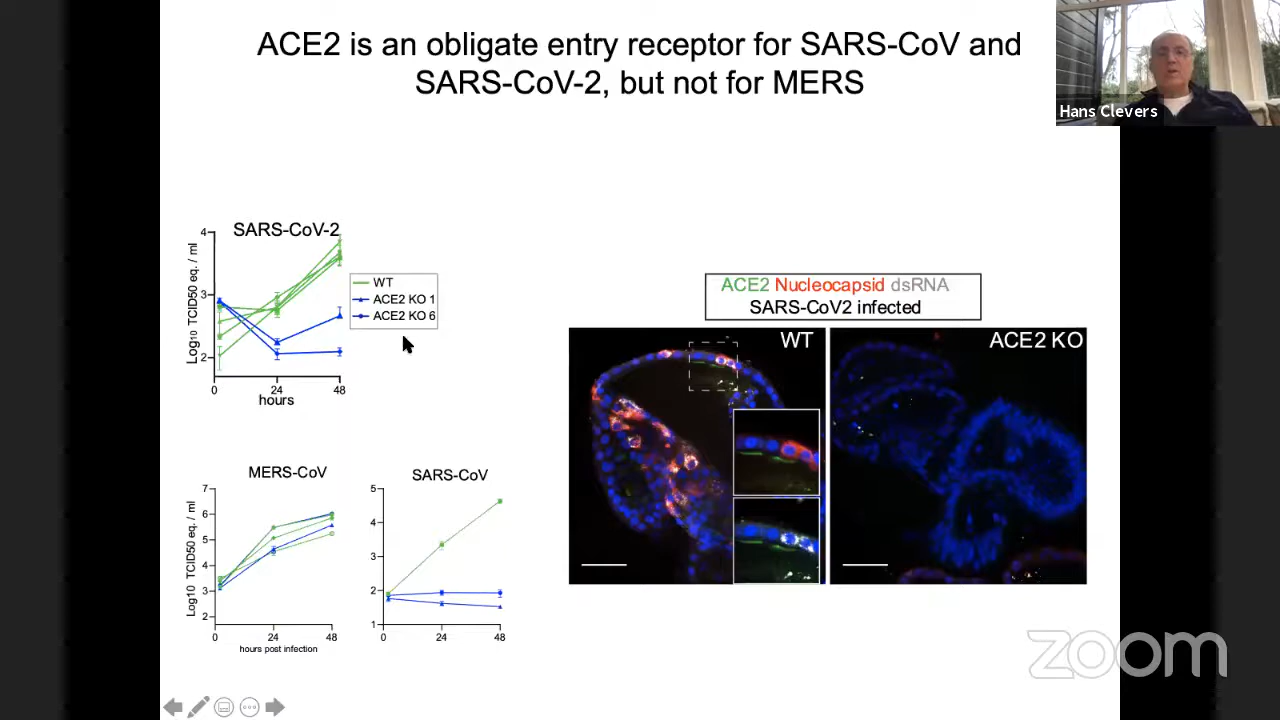 ACE2 is an obligate entry receptor for SARS-CoV and
SARS-CoV-2, but not for MERS
Hans Clevers
SARS-CoV-2
Log10 TCID50 eq. / ml
4
3
2
0
24
48
hours
WT
ACE2 KO 1
ACE2 KO 6
MERS-CoV
Log10 TCID50 eq. / ml
7
6
5
4
3
2
0
24
48
hours post infection
SARS-CoV
5
4
3
2
1
0
24
48
ACE2 Nucleocapsid dsRNA
SARS-CoV2 infected
WT
ACE2 KO
zoom